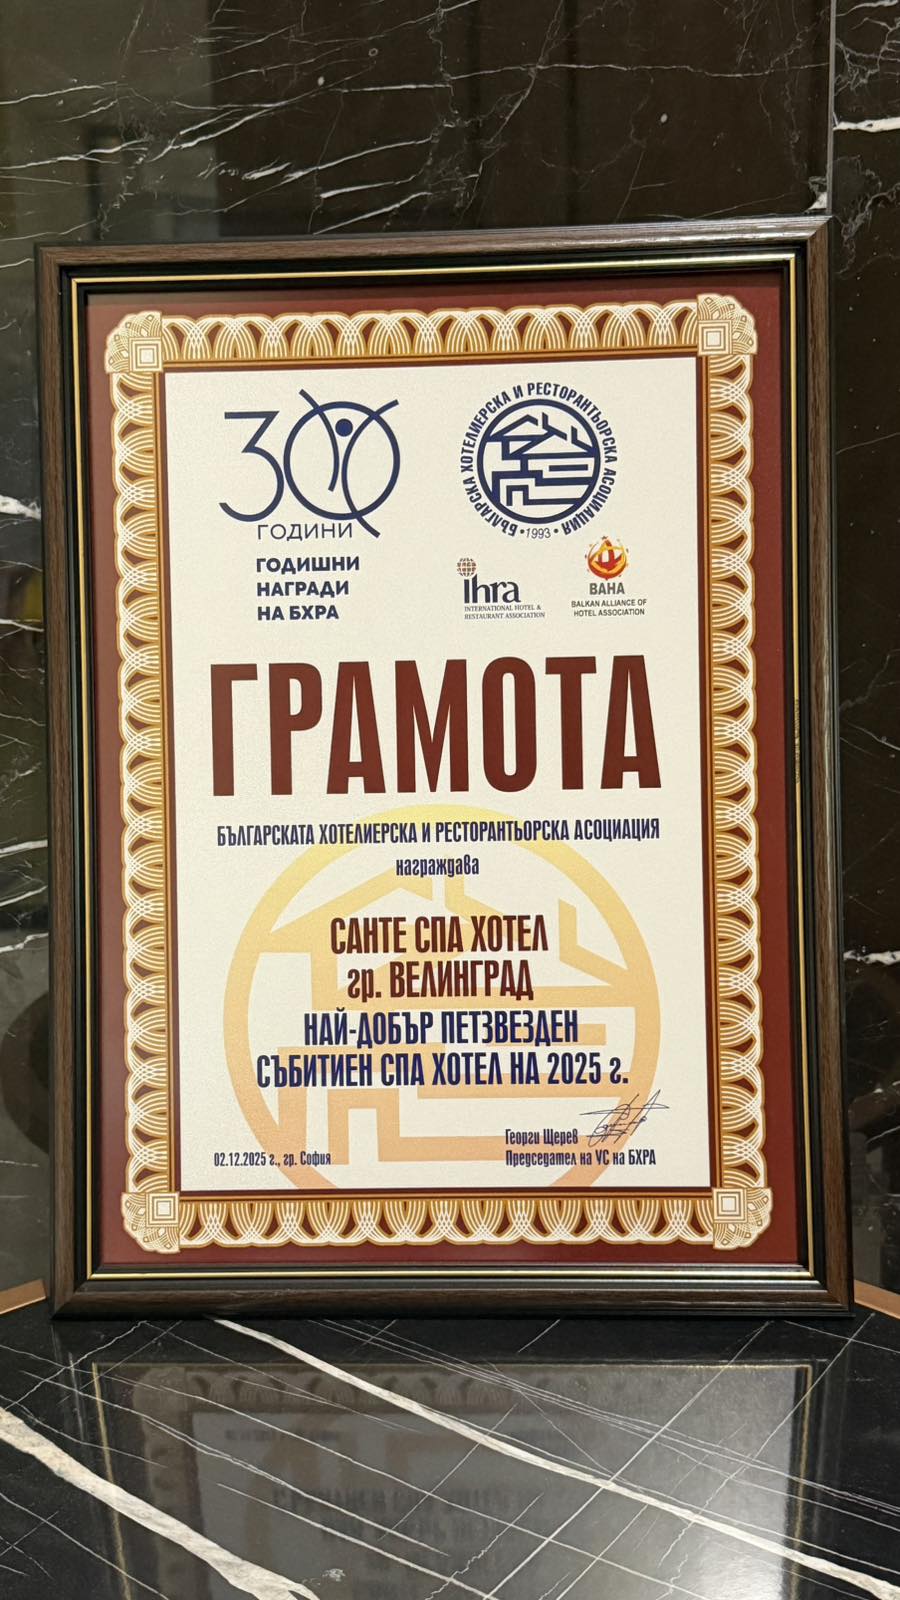 30
ГОДИНИ
ГОДИШНИ
НАГРАДИ
НА БХРА
БЪЛГАРСКА ХОТЕЛИЕРСКА И РЕСТОРАНТЬОРСКА АСОЦИАЦИЯ
• 1993 •
ihra
INTERNATIONAL HOTEL &
RESTAURANT ASSOCIATION
BAHA
BALKAN ALLIANCE OF
HOTEL ASSOCIATION
ГРАМОТА
БЪЛГАРСКАТА ХОТЕЛИЕРСКА И РЕСТОРАНТЬОРСКА АСОЦИАЦИЯ
награждава
САНТЕ СПА ХОТЕЛ
гр. ВЕЛИНГРАД
НАЙ-ДОБЪР ПЕТЗВЕЗДЕН
СЪБИТИЕН СПА ХОТЕЛ НА 2025 г.
Георги Щерев
02.12.2025 г., гр. София
Председател на УС на БХРА